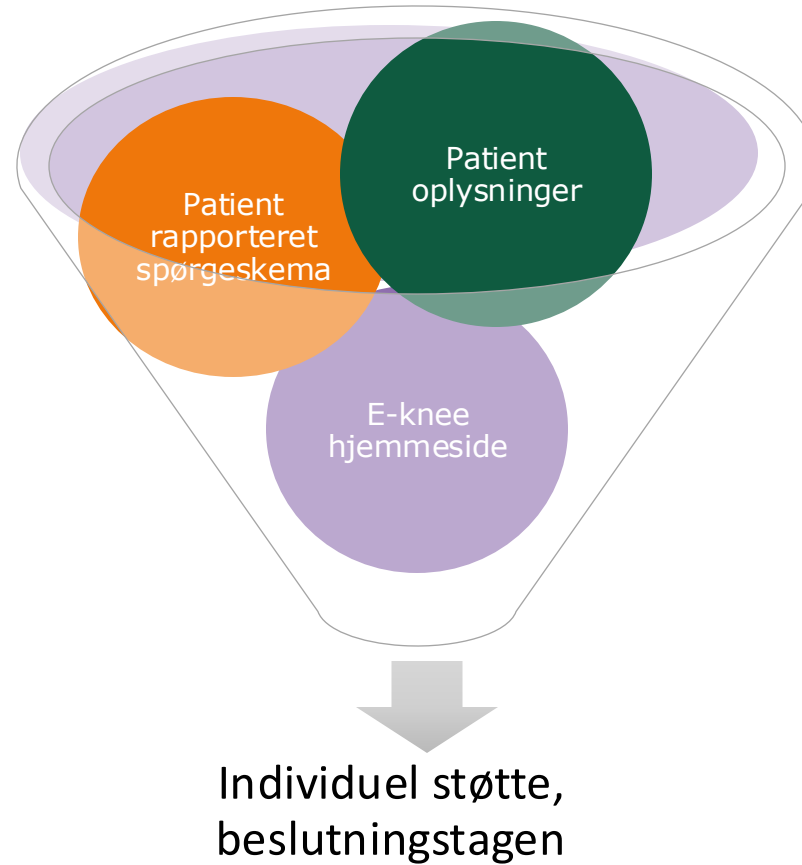 Patient
rapporteret
spørgeskema
Patient
oplysninger
E-knee
hjemmeside
Individuel støtte,
beslutningstagen